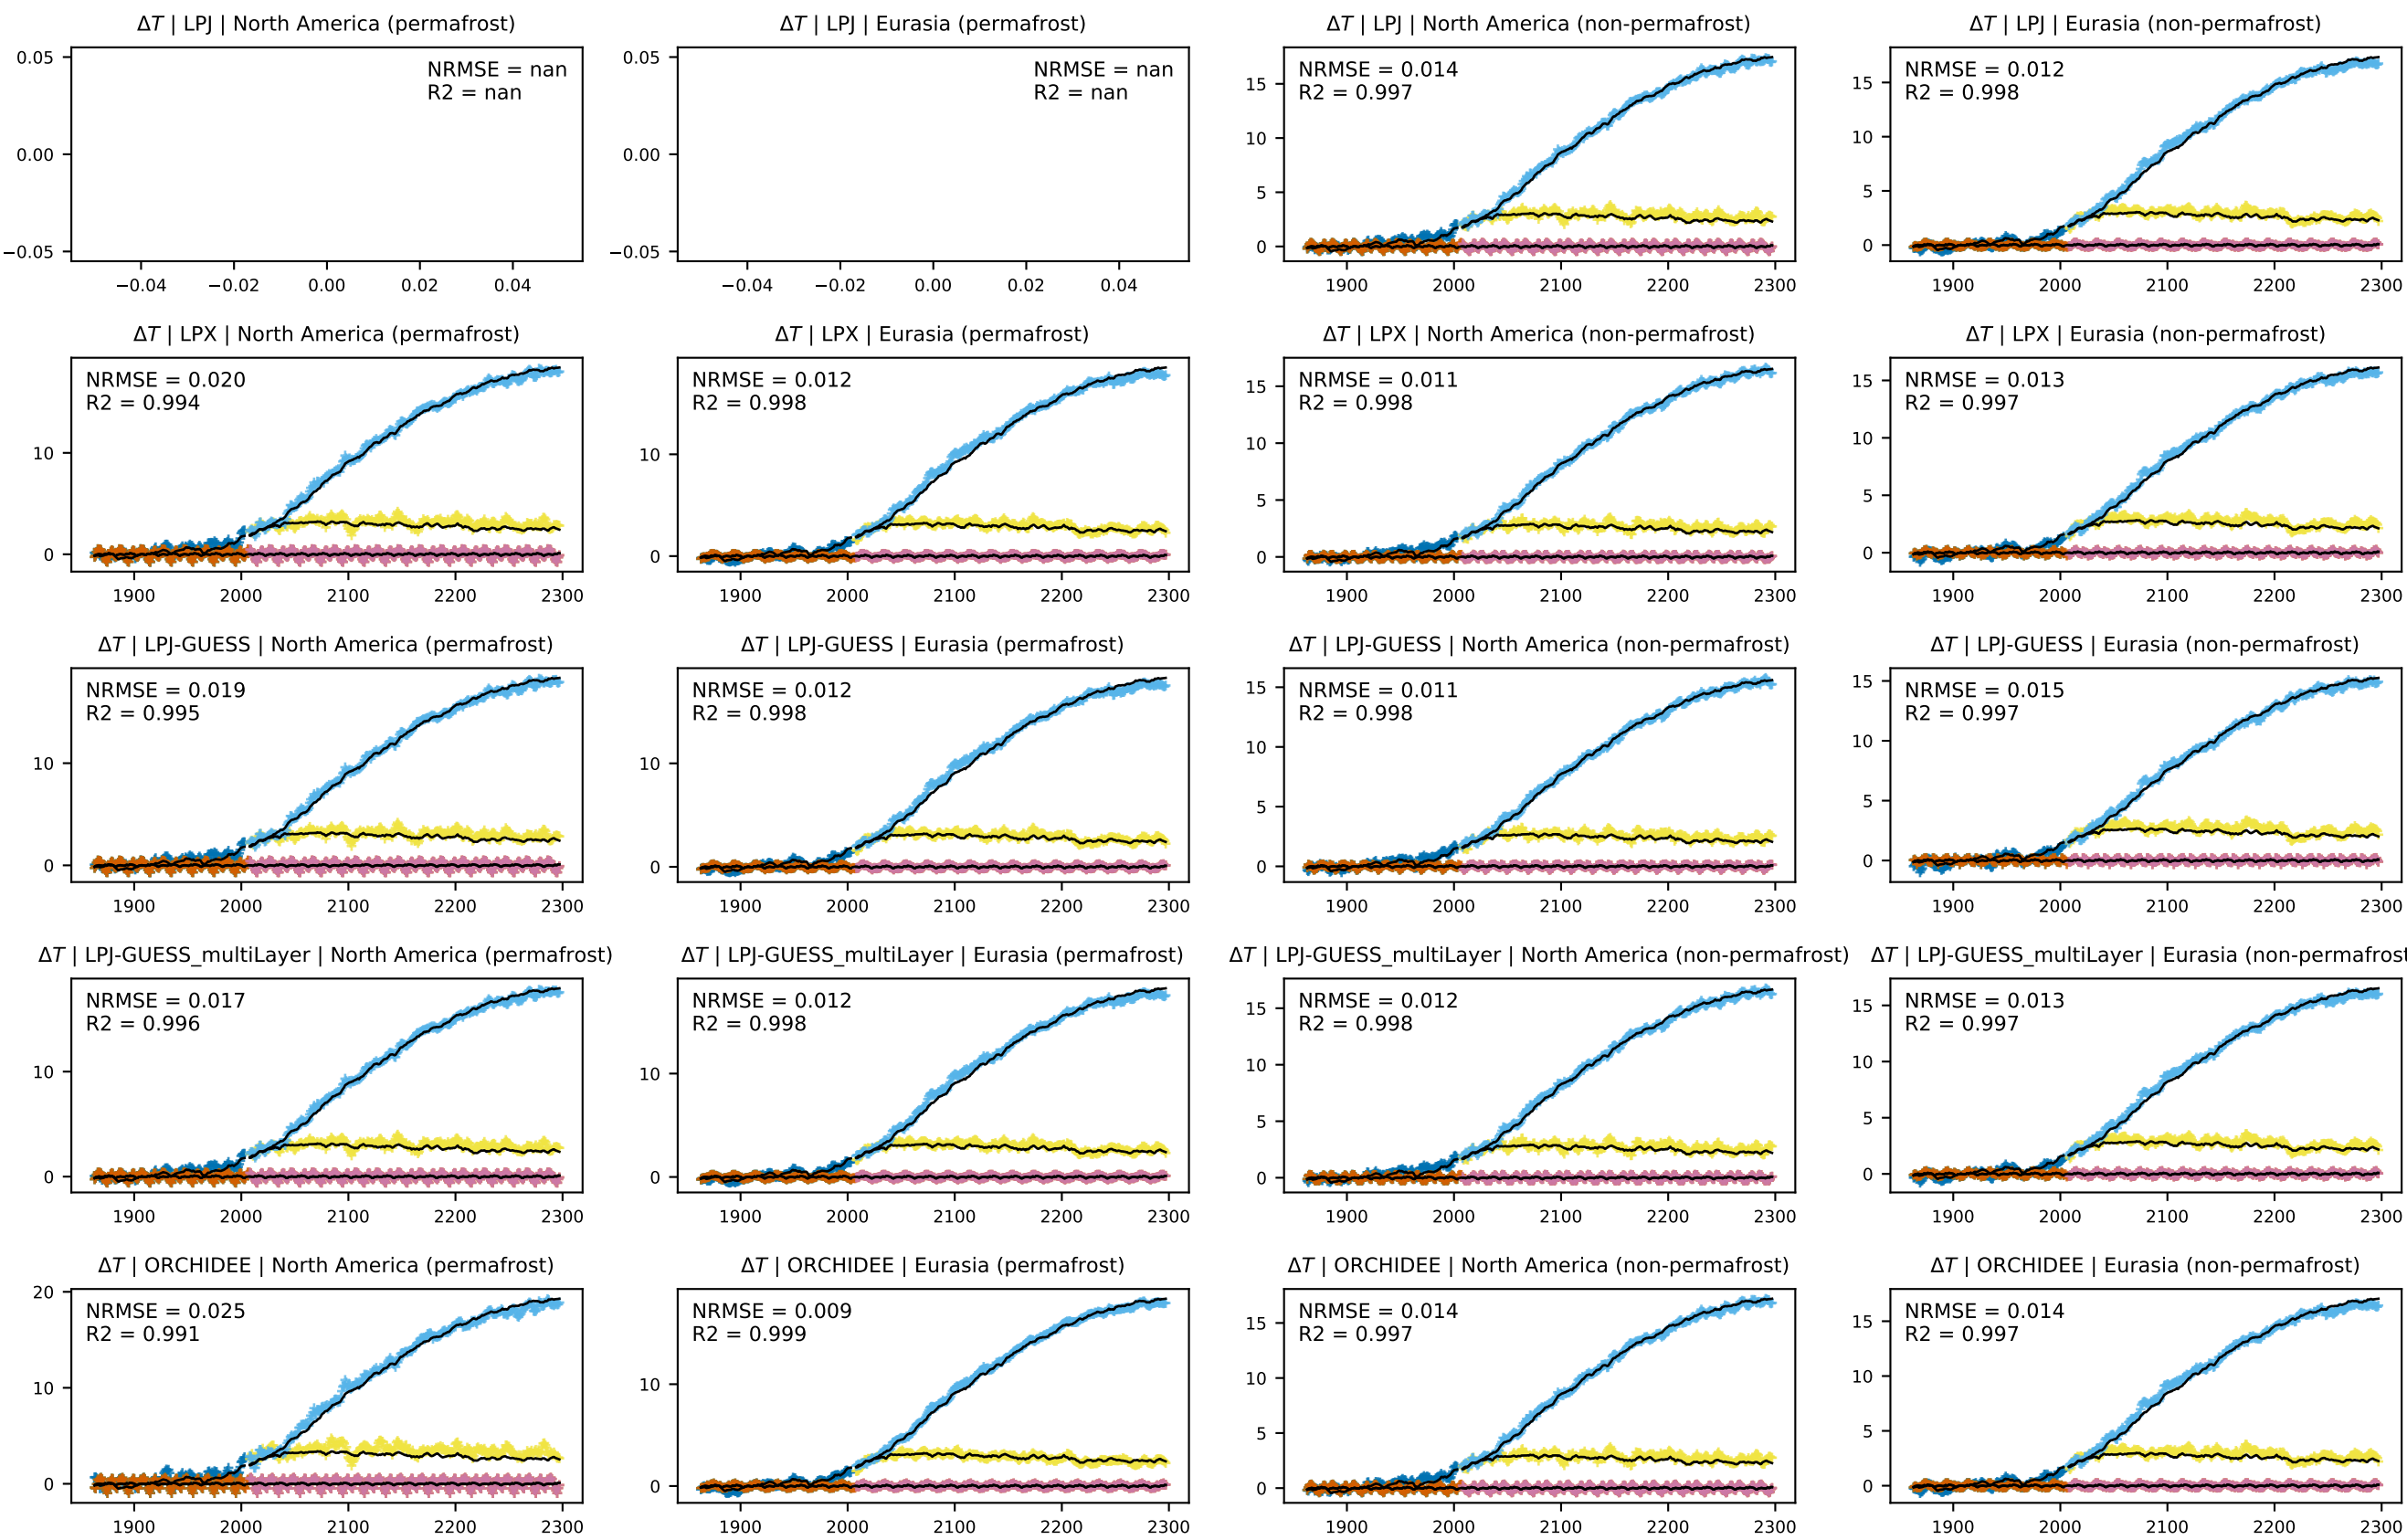 ΔT | LPJ | North America (permafrost)
NRMSE = nan
R2 = nan
0.05
0.00
−0.05
−0.04 −0.02 0.00 0.02 0.04
ΔT | LPJ | Eurasia (permafrost)
NRMSE = nan
R2 = nan
0.05
0.00
−0.05
−0.04 −0.02 0.00 0.02 0.04
ΔT | LPJ | North America (non-permafrost)
NRMSE = 0.014
R2 = 0.997
15
10
5
0
1900 2000 2100 2200 2300
ΔT | LPJ | Eurasia (non-permafrost)
NRMSE = 0.012
R2 = 0.998
15
10
5
0
1900 2000 2100 2200 2300
ΔT | LPX | North America (permafrost)
NRMSE = 0.020
R2 = 0.994
10
0
1900 2000 2100 2200 2300
ΔT | LPX | Eurasia (permafrost)
NRMSE = 0.012
R2 = 0.998
10
0
1900 2000 2100 2200 2300
ΔT | LPX | North America (non-permafrost)
NRMSE = 0.011
R2 = 0.998
15
10
5
0
1900 2000 2100 2200 2300
ΔT | LPX | Eurasia (non-permafrost)
NRMSE = 0.013
R2 = 0.997
15
10
5
0
1900 2000 2100 2200 2300
ΔT | LPJ-GUESS | North America (permafrost)
NRMSE = 0.019
R2 = 0.995
10
0
1900 2000 2100 2200 2300
ΔT | LPJ-GUESS | Eurasia (permafrost)
NRMSE = 0.012
R2 = 0.998
10
0
1900 2000 2100 2200 2300
ΔT | LPJ-GUESS | North America (non-permafrost)
NRMSE = 0.011
R2 = 0.998
15
10
5
0
1900 2000 2100 2200 2300
ΔT | LPJ-GUESS | Eurasia (non-permafrost)
NRMSE = 0.015
R2 = 0.997
15
10
5
0
1900 2000 2100 2200 2300
ΔT | LPJ-GUESS_multiLayer | North America (permafrost)
NRMSE = 0.017
R2 = 0.996
10
0
1900 2000 2100 2200 2300
ΔT | LPJ-GUESS_multiLayer | Eurasia (permafrost)
NRMSE = 0.012
R2 = 0.998
10
0
1900 2000 2100 2200 2300
ΔT | LPJ-GUESS_multiLayer | North America (non-permafrost)
NRMSE = 0.012
R2 = 0.998
15
10
5
0
1900 2000 2100 2200 2300
ΔT | LPJ-GUESS_multiLayer | Eurasia (non-permafrost
NRMSE = 0.013
R2 = 0.997
15
10
5
0
1900 2000 2100 2200 2300
ΔT | ORCHIDEE | North America (permafrost)
NRMSE = 0.025
R2 = 0.991
20
10
0
1900 2000 2100 2200 2300
ΔT | ORCHIDEE | Eurasia (permafrost)
NRMSE = 0.009
R2 = 0.999
10
0
1900 2000 2100 2200 2300
ΔT | ORCHIDEE | North America (non-permafrost)
NRMSE = 0.014
R2 = 0.997
15
10
5
0
1900 2000 2100 2200 2300
ΔT | ORCHIDEE | Eurasia (non-permafrost)
NRMSE = 0.014
R2 = 0.997
15
10
5
0
1900 2000 2100 2200 2300